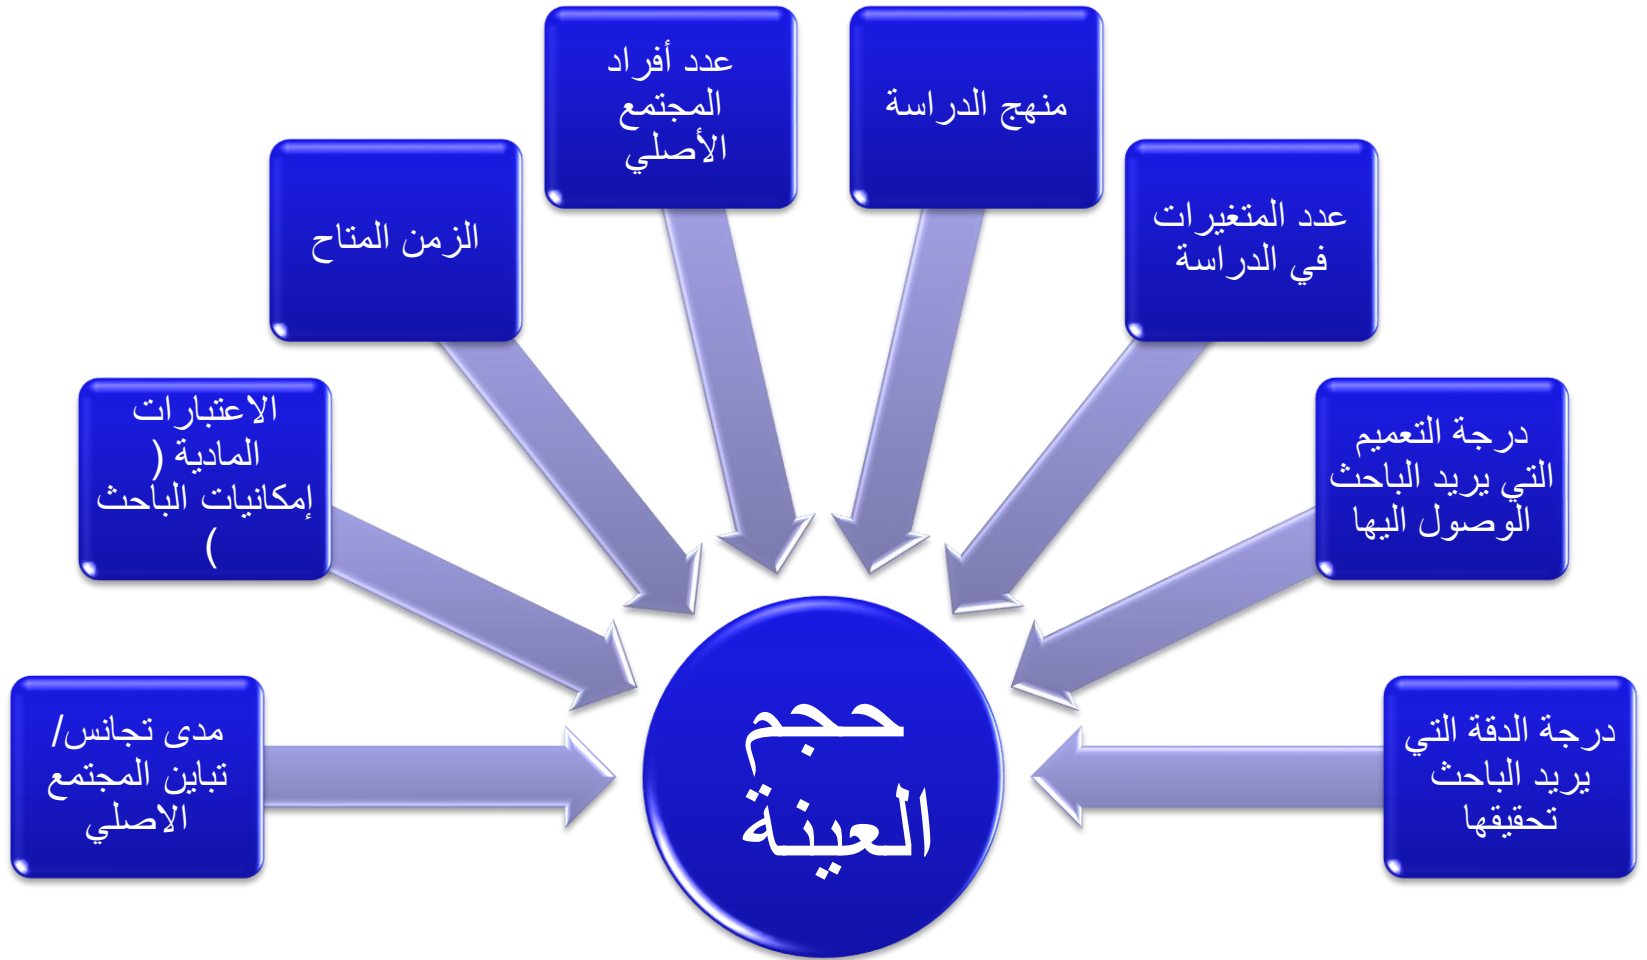 عدد أفراد
المجتمع
الأصلي
منهج الدراسة
الزمن المتاح
عدد المتغيرات
في الدراسة
الاعتبارات
المادية (
إمكانيات الباحث
)
درجة التعميم
التي يريد الباحث
الوصول اليها
مدى تجانس/
تباين المجتمع
الاصلي
درجة الدقة التي
يريد الباحث
تحقيقها
حجم
العينة